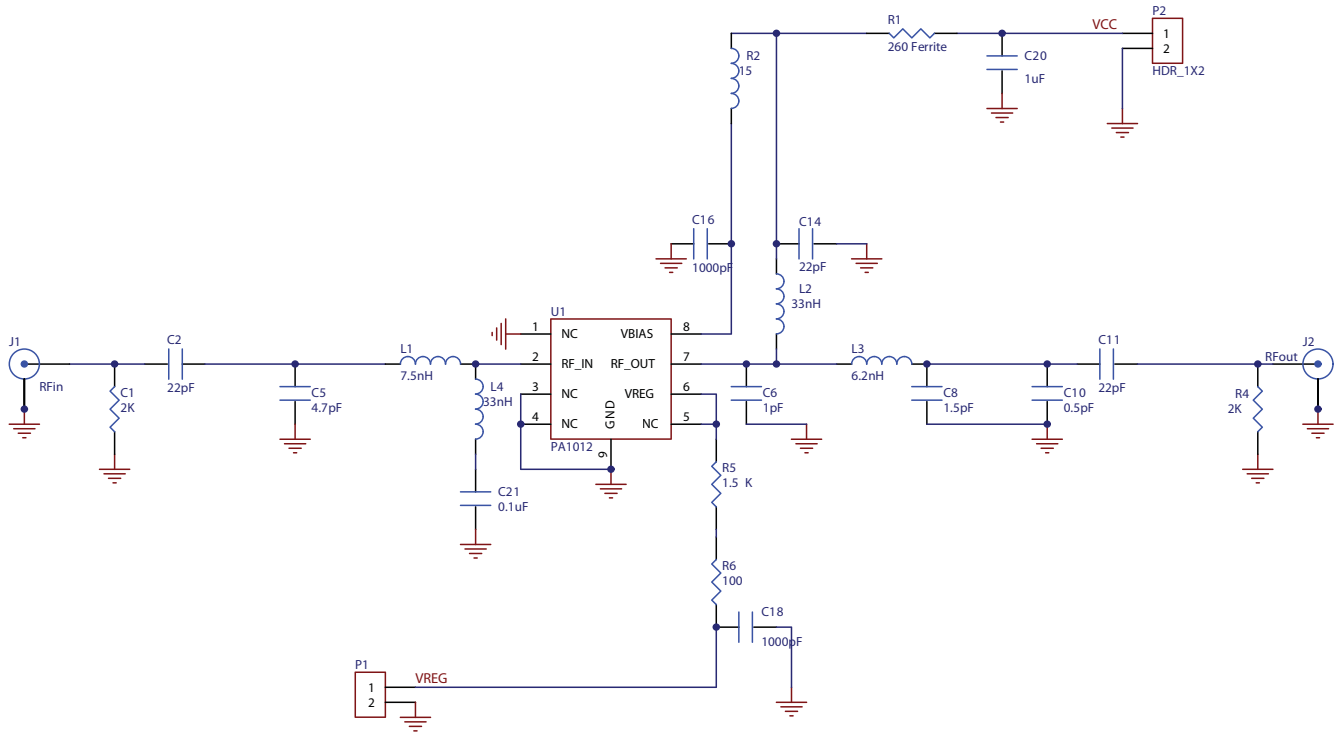 P2
R1
VCC
1
2
260 Ferrite
C20
1uF
HDR_1X2
R2
15
C16
1000pF
C14
22pF
L2
33nH
U1
1
NC
VBIAS
8
2
RF_IN
RF_OUT
7
3
NC
VREG
6
4
NC
NC
5
GND
9
PA1012
J1
RFin
C1
2K
C2
22pF
C5
4.7pF
L1
7.5nH
L4
33nH
C21
0.1uF
C6
1pF
L3
6.2nH
C8
1.5pF
C10
0.5pF
C11
22pF
RFout
J2
R4
2K
R5
1.5 K
R6
100
C18
1000pF
P1
VREG
1
2